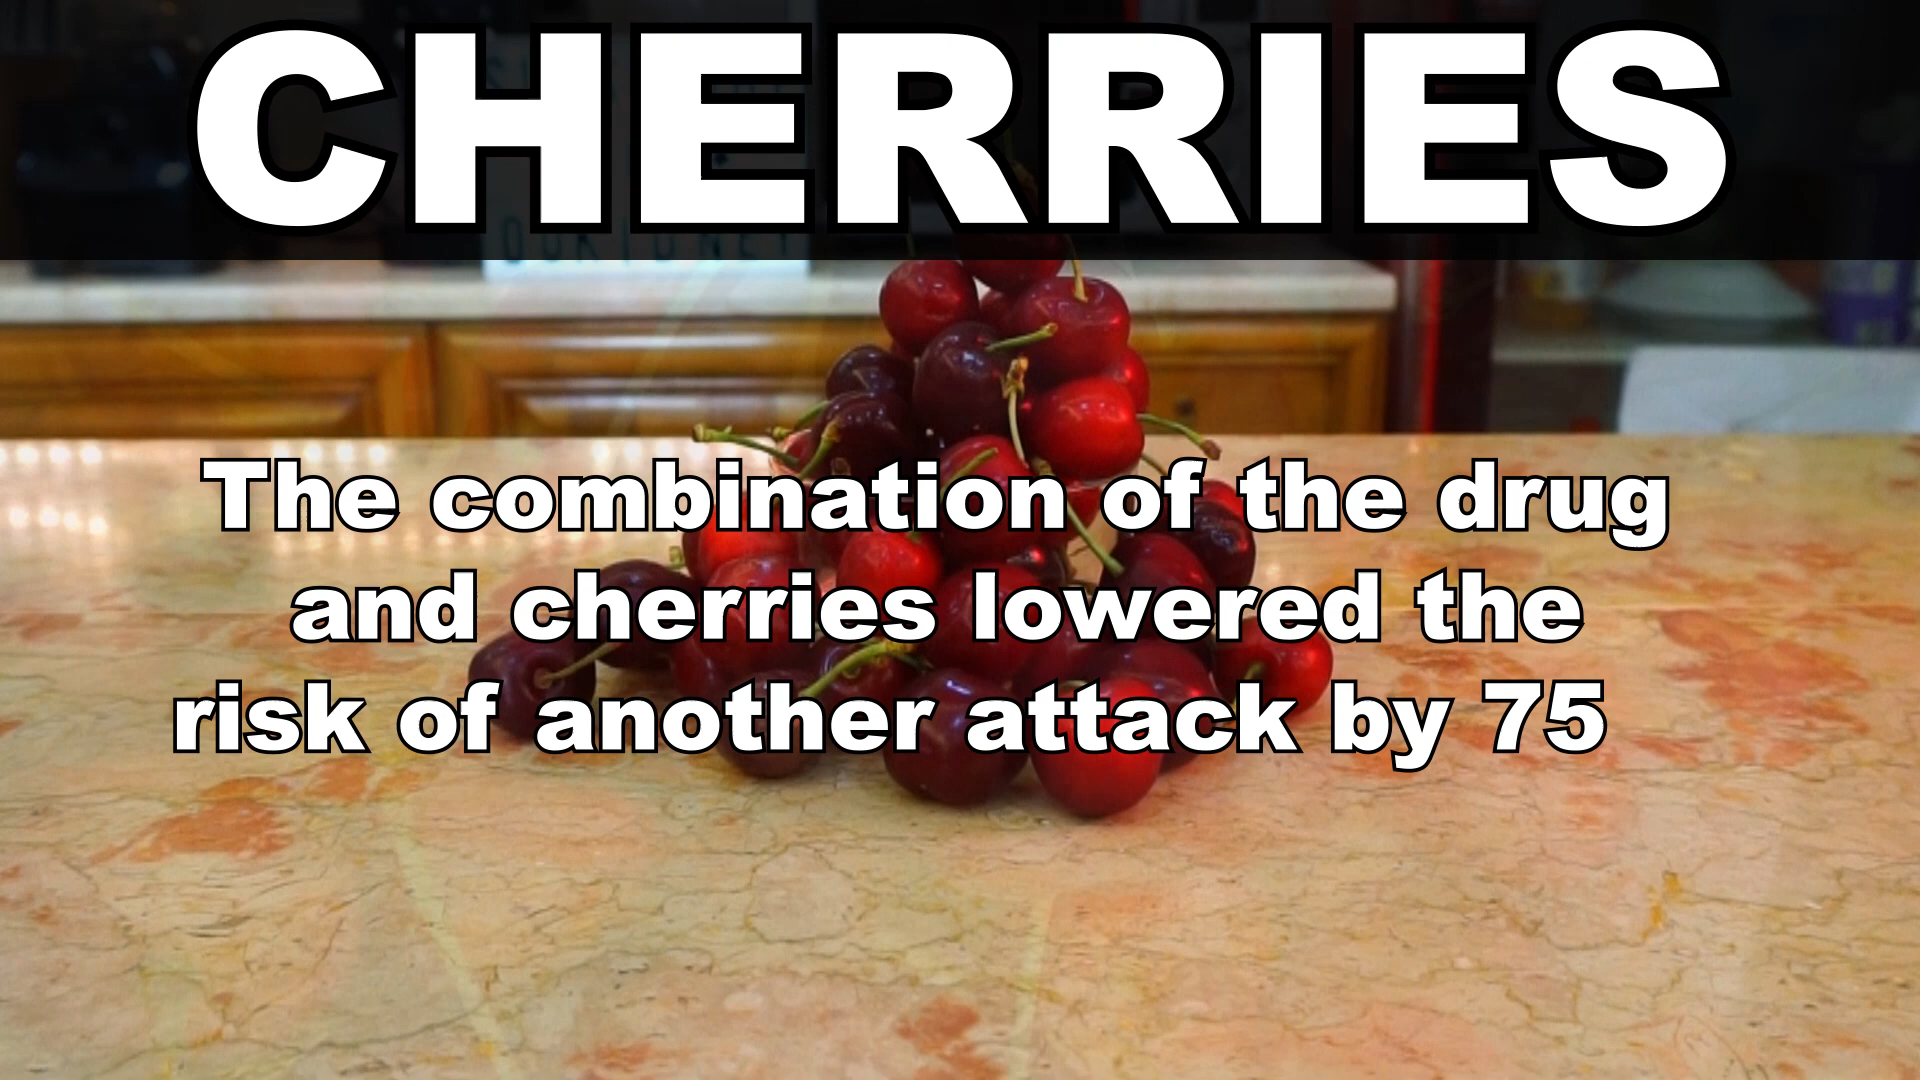 CHERRIES
The combination of the drug
and cherries lowered the
risk of another attack by 75